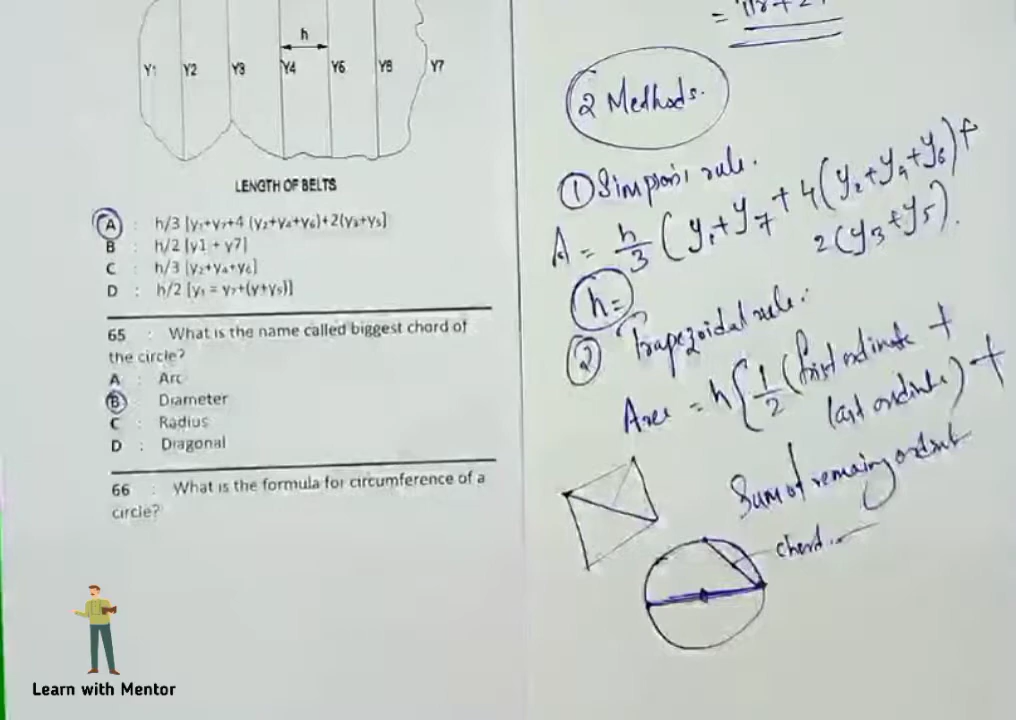 h
Y1 Y2 Y3 Y4 Y5 Y6 Y7
LENGTH OF BELTS
A : h/3 [y₁+y₇+4 (y₂+y₄+y₆)+2(y₃+y₅]
B : h/2 [y1 + y7]
C : h/3 [y₂+y₄+y₆]
D : h/2 [y₁ = y₇+(y+y₅)]
65 : What is the name called biggest chord of
the circle?
A : Arc
B : Diameter
C : Radius
D : Diagonal
66 : What is the formula for circumference of a
circle?
Learn with Mentor
2 Methods.
① Simpson's rule.
A = h/3 (y₁+y₇ + 4(y₂+y₄+y₆)+
2(y₃+y₅).
h=
② Trapezoidal rule:
Area = h{1/2 (first ordinate +
last ordinate) +
Sum of remaing ordinate
chord